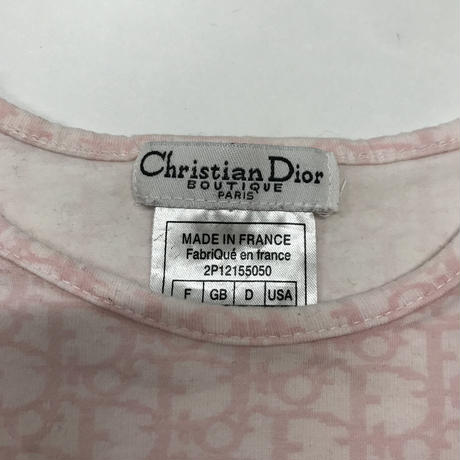 Christian Dior
BOUTIQUE
PARIS
MADE IN FRANCE
FabriQué en france
2P12155050
F GB D USA